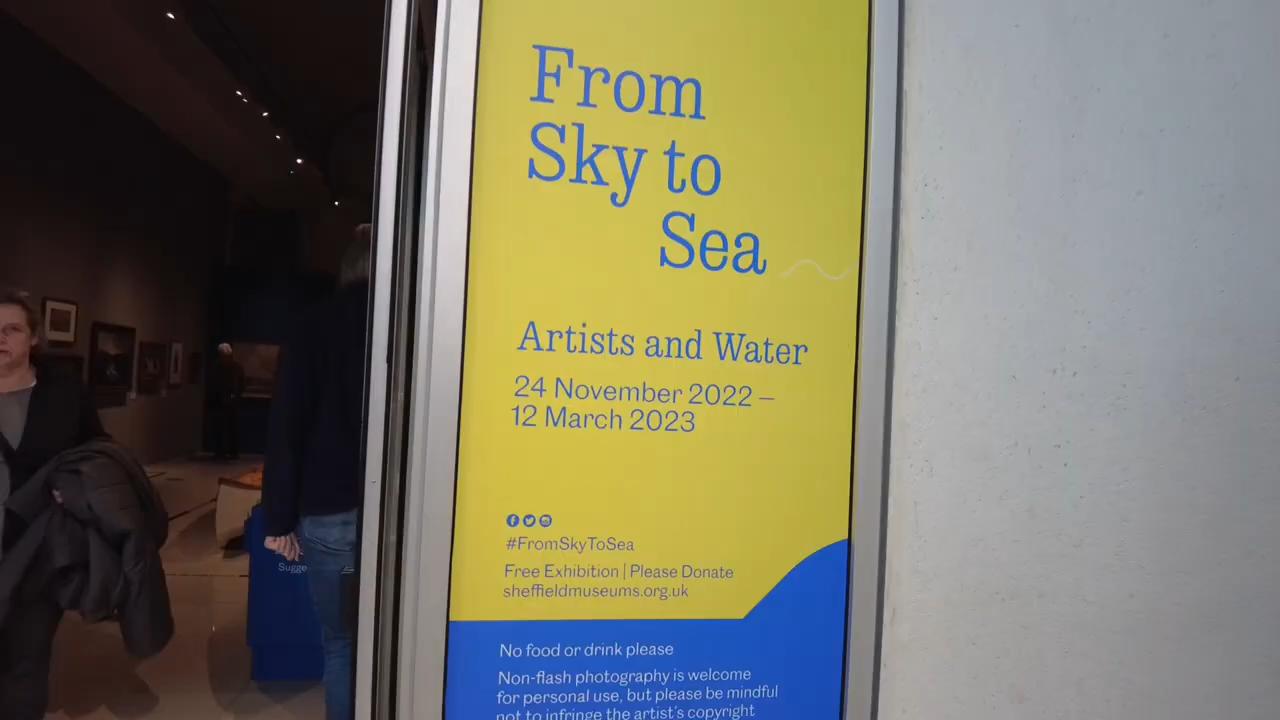 From
Sky to
Sea
Artists and Water
24 November 2022 –
12 March 2023
#FromSkyToSea
Free Exhibition | Please Donate
sheffieldmuseums.org.uk
No food or drink please
Non-flash photography is welcome
for personal use, but please be mindful
not to infringe the artist's copyright
Sugge